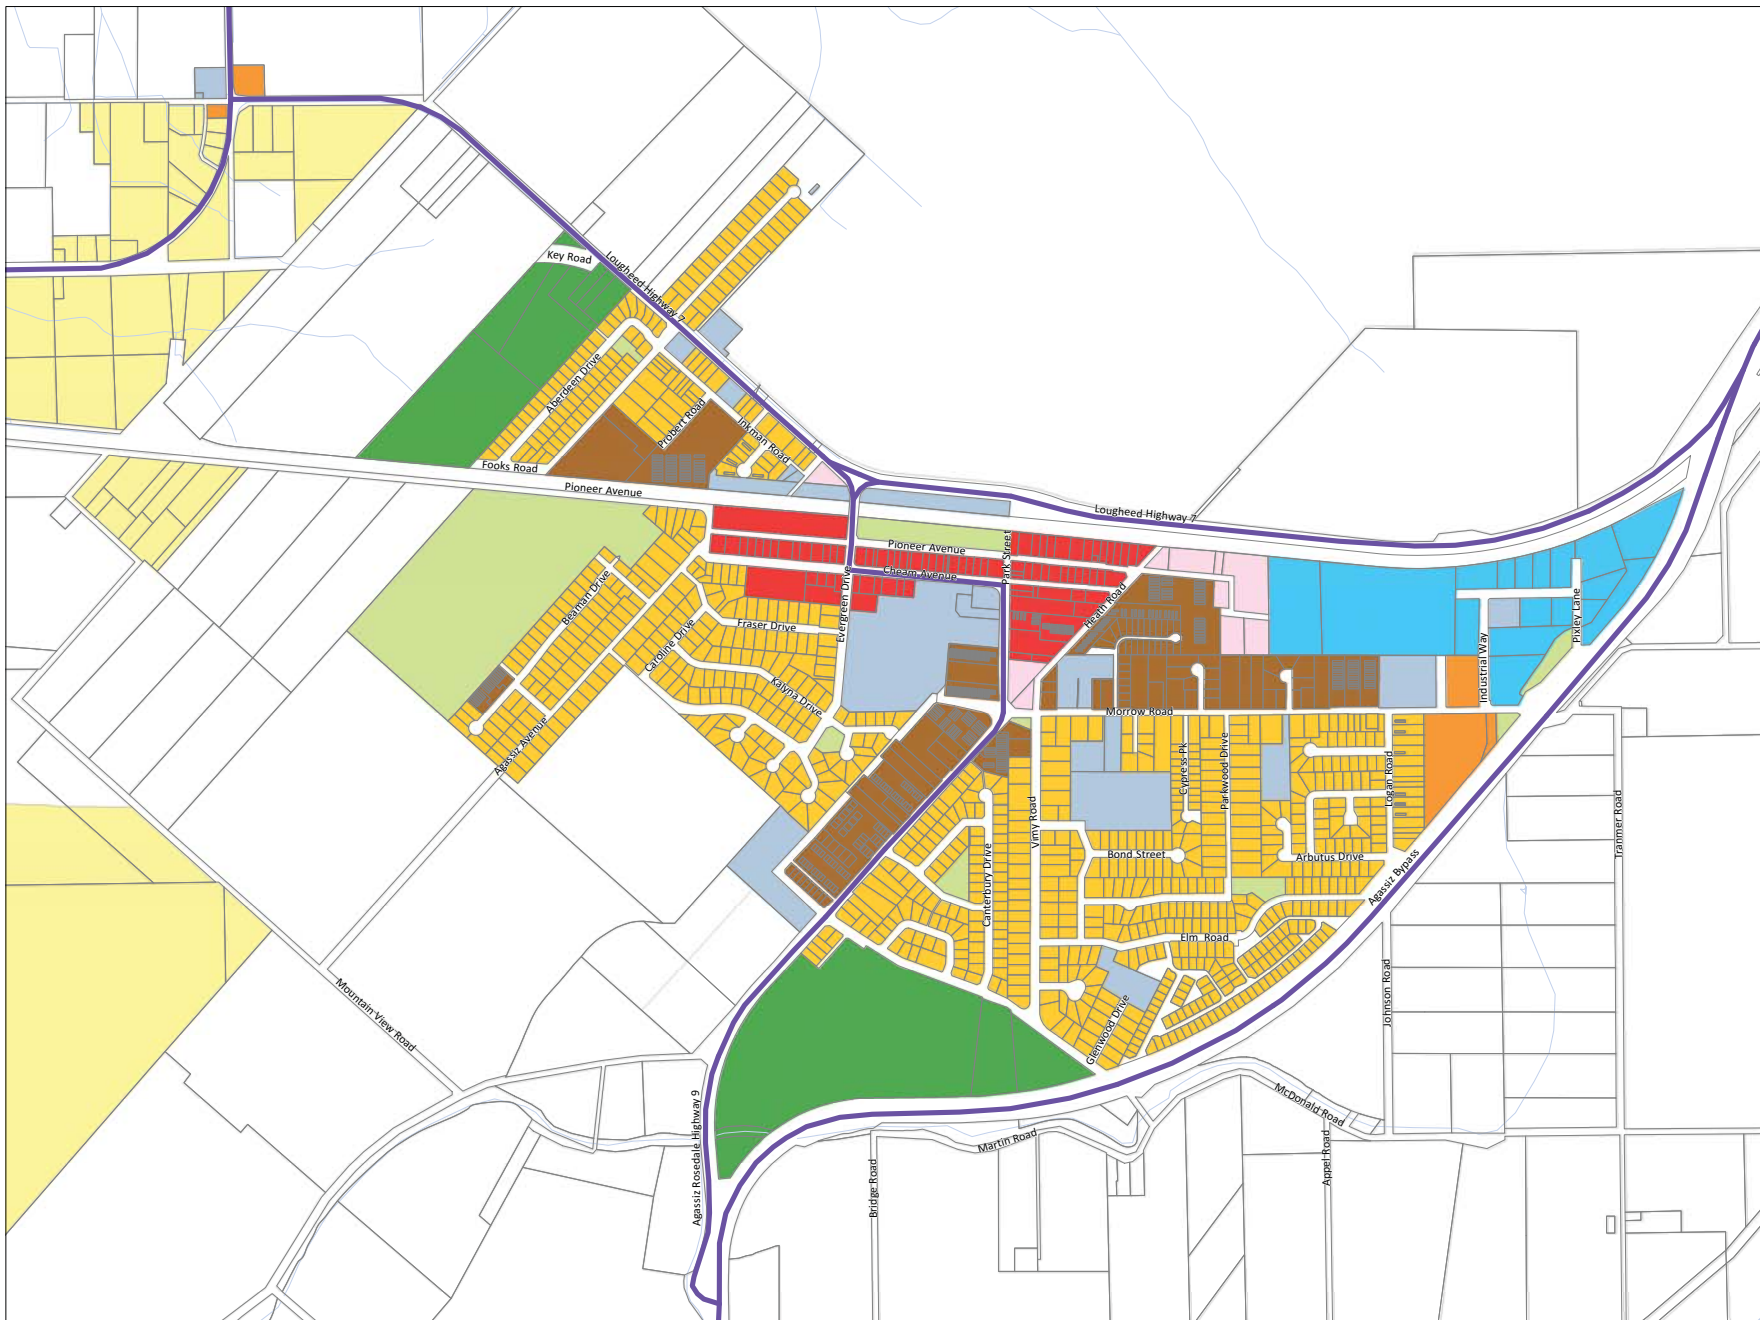 Key Road
Lougheed Highway 7
Aberdeen Drive
Probert Road
Inkman Road
Fooks Road
Pioneer Avenue
Lougheed Highway 7
Pioneer Avenue
Park Street
Cheam Avenue
Evergreen Drive
Heath Road
Beaman Drive
Fraser Drive
Caroline Drive
Kalyna Drive
Agassiz Avenue
Pixley Lane
Industrial Way
Morrow Road
Cypress Pk
Parkwood Drive
Logan Road
Vimy Road
Bond Street
Arbutus Drive
Canterbury Drive
Agassiz Bypass
Tranmer Road
Elm Road
Glenwood Drive
Johnson Road
Mountain View Road
McDonald Road
Martin Road
Agassiz Rosedale Highway 9
Bridge Road
Appel Road